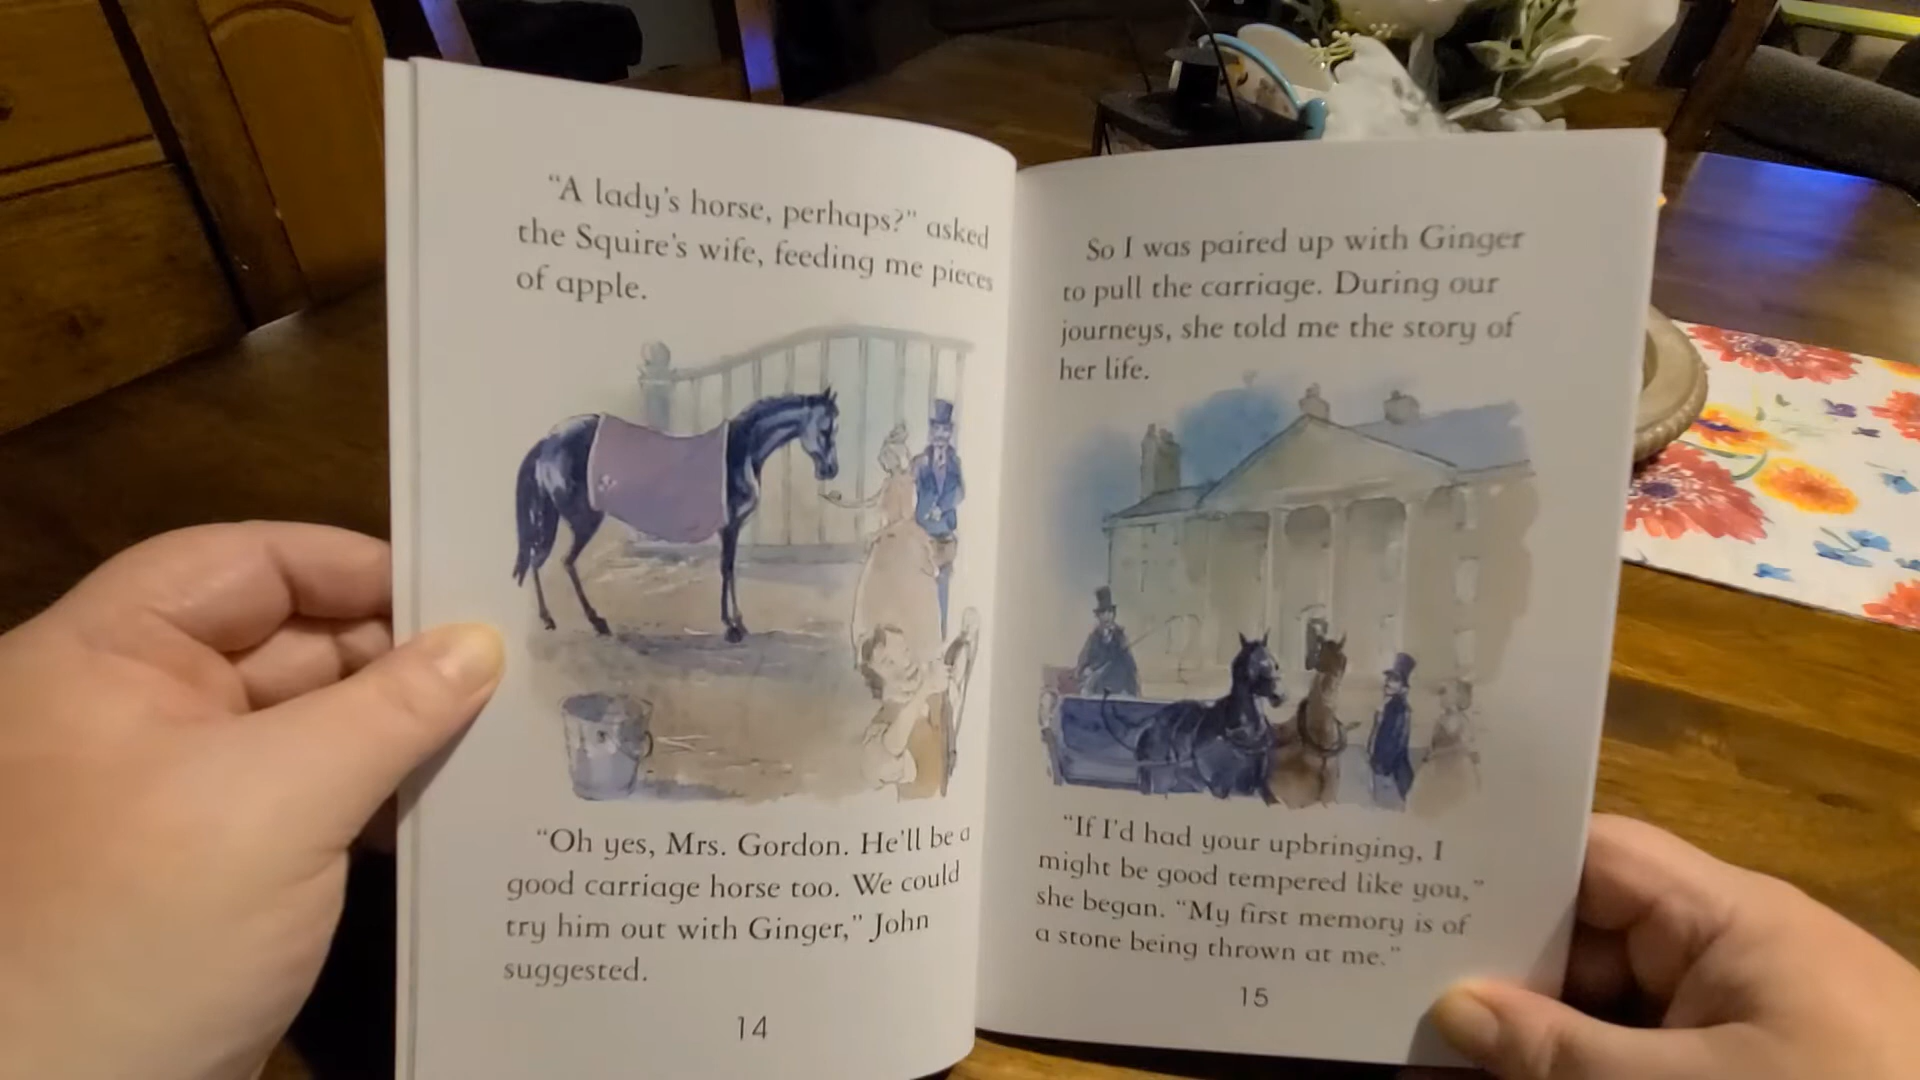 “A lady’s horse, perhaps?” asked
the Squire’s wife, feeding me pieces
of apple.
“Oh yes, Mrs. Gordon. He’ll be a
good carriage horse too. We could
try him out with Ginger,” John
suggested.
14
So I was paired up with Ginger
to pull the carriage. During our
journeys, she told me the story of
her life.
“If I’d had your upbringing, I
might be good tempered like you,”
she began. “My first memory is of
a stone being thrown at me.”
15